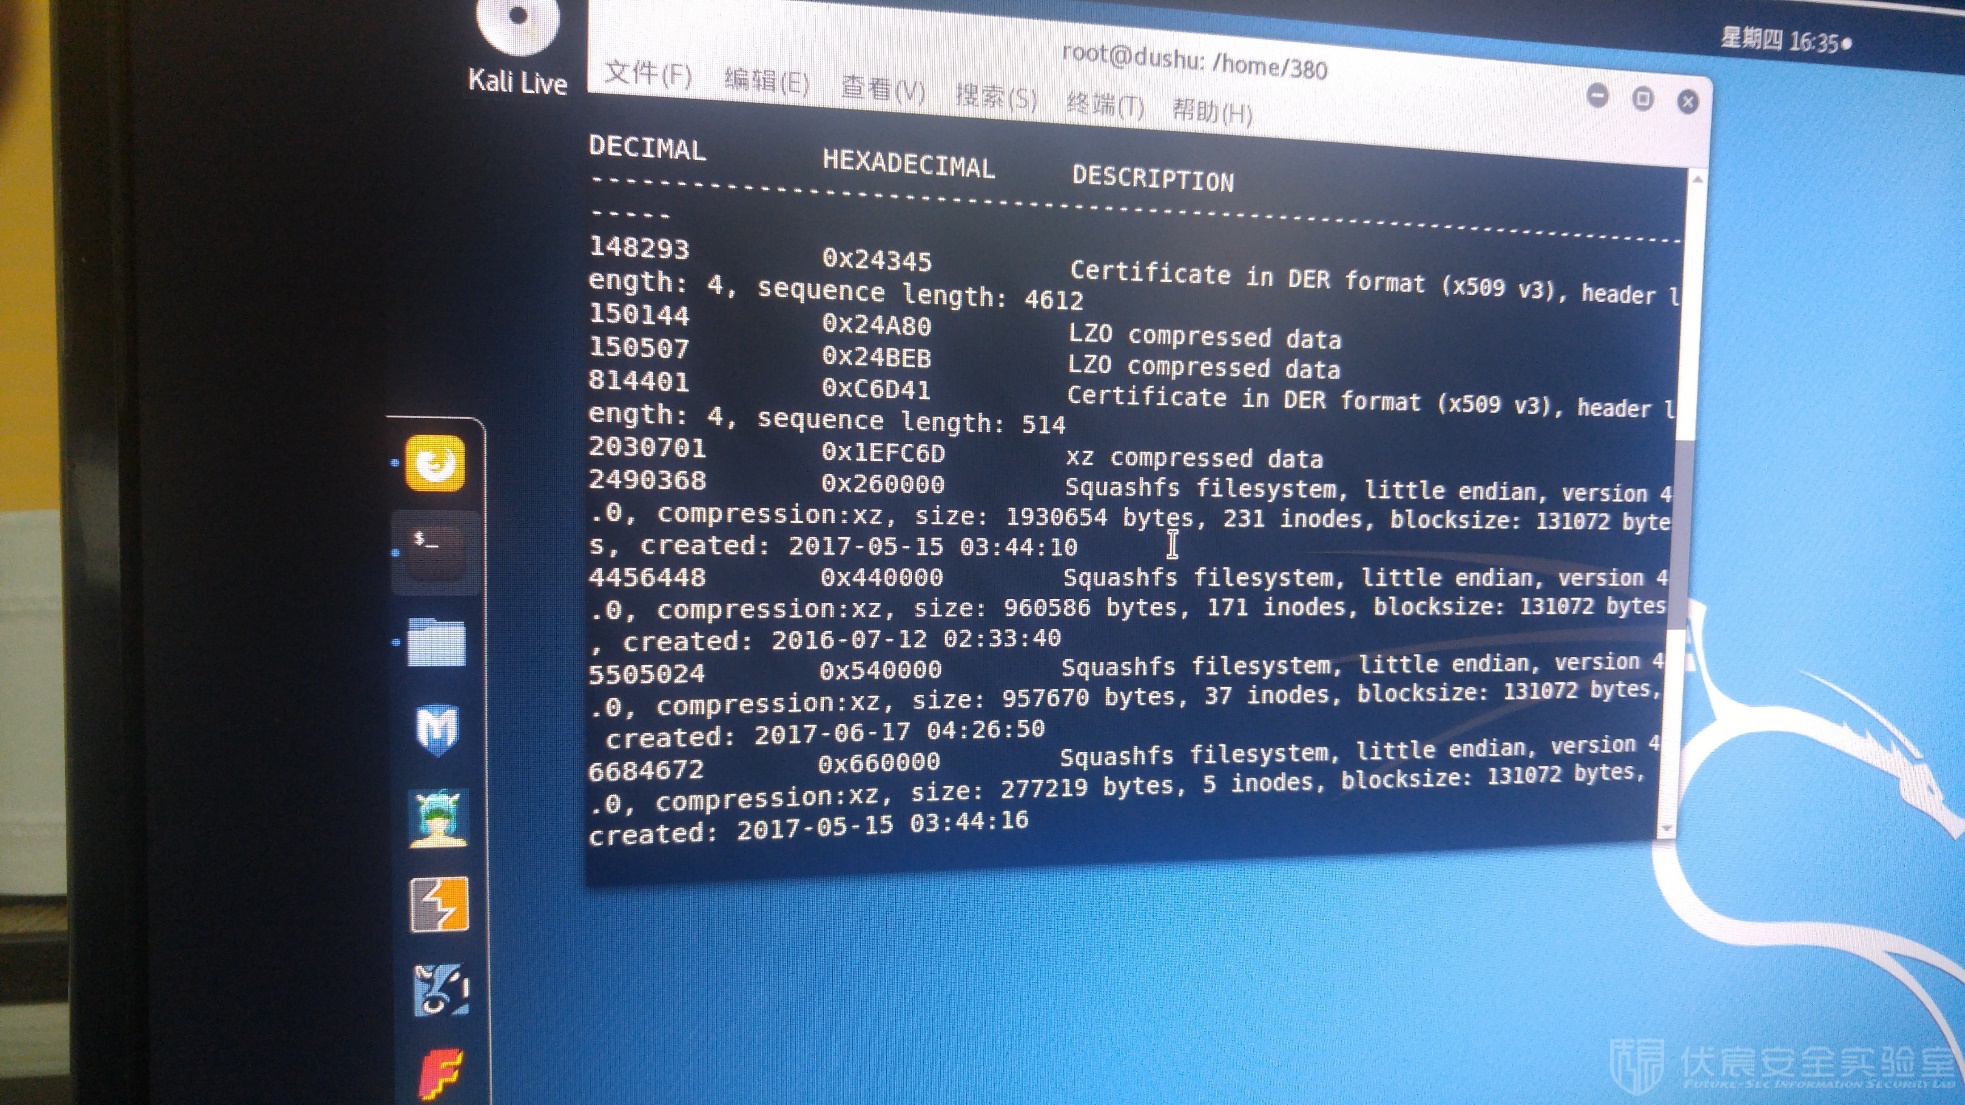 Kali Live
星期四 16:35
root@dushu: /home/380
文件(F) 编辑(E) 查看(V) 搜索(S) 终端(T) 帮助(H)
DECIMAL HEXADECIMAL DESCRIPTION
--------------------------------------------------------------------------------
-----
148293 0x24345 Certificate in DER format (x509 v3), header l
ength: 4, sequence length: 4612
150144 0x24A80 LZO compressed data
150507 0x24BEB LZO compressed data
814401 0xC6D41 Certificate in DER format (x509 v3), header l
ength: 4, sequence length: 514
2030701 0x1EFC6D xz compressed data
2490368 0x260000 Squashfs filesystem, little endian, version 4
.0, compression:xz, size: 1930654 bytes, 231 inodes, blocksize: 131072 byte
s, created: 2017-05-15 03:44:10
4456448 0x440000 Squashfs filesystem, little endian, version 4
.0, compression:xz, size: 960586 bytes, 171 inodes, blocksize: 131072 bytes
, created: 2016-07-12 02:33:40
5505024 0x540000 Squashfs filesystem, little endian, version 4
.0, compression:xz, size: 957670 bytes, 37 inodes, blocksize: 131072 bytes,
created: 2017-06-17 04:26:50
6684672 0x660000 Squashfs filesystem, little endian, version 4
.0, compression:xz, size: 277219 bytes, 5 inodes, blocksize: 131072 bytes,
created: 2017-05-15 03:44:16
$_
伏宸安全实验室
Future-Sec Information Security Lab